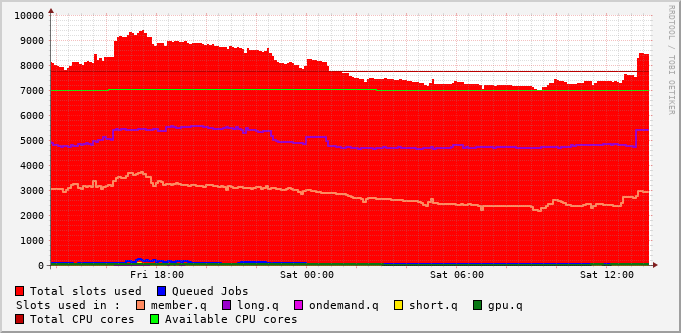 RRDTOOL / TOBI OETIKER
10000
9000
8000
7000
6000
5000
4000
3000
2000
1000
0
Fri 18:00 Sat 00:00 Sat 06:00 Sat 12:00
Total slots used Queued Jobs
Slots used in : member.q long.q ondemand.q short.q gpu.q
Total CPU cores Available CPU cores